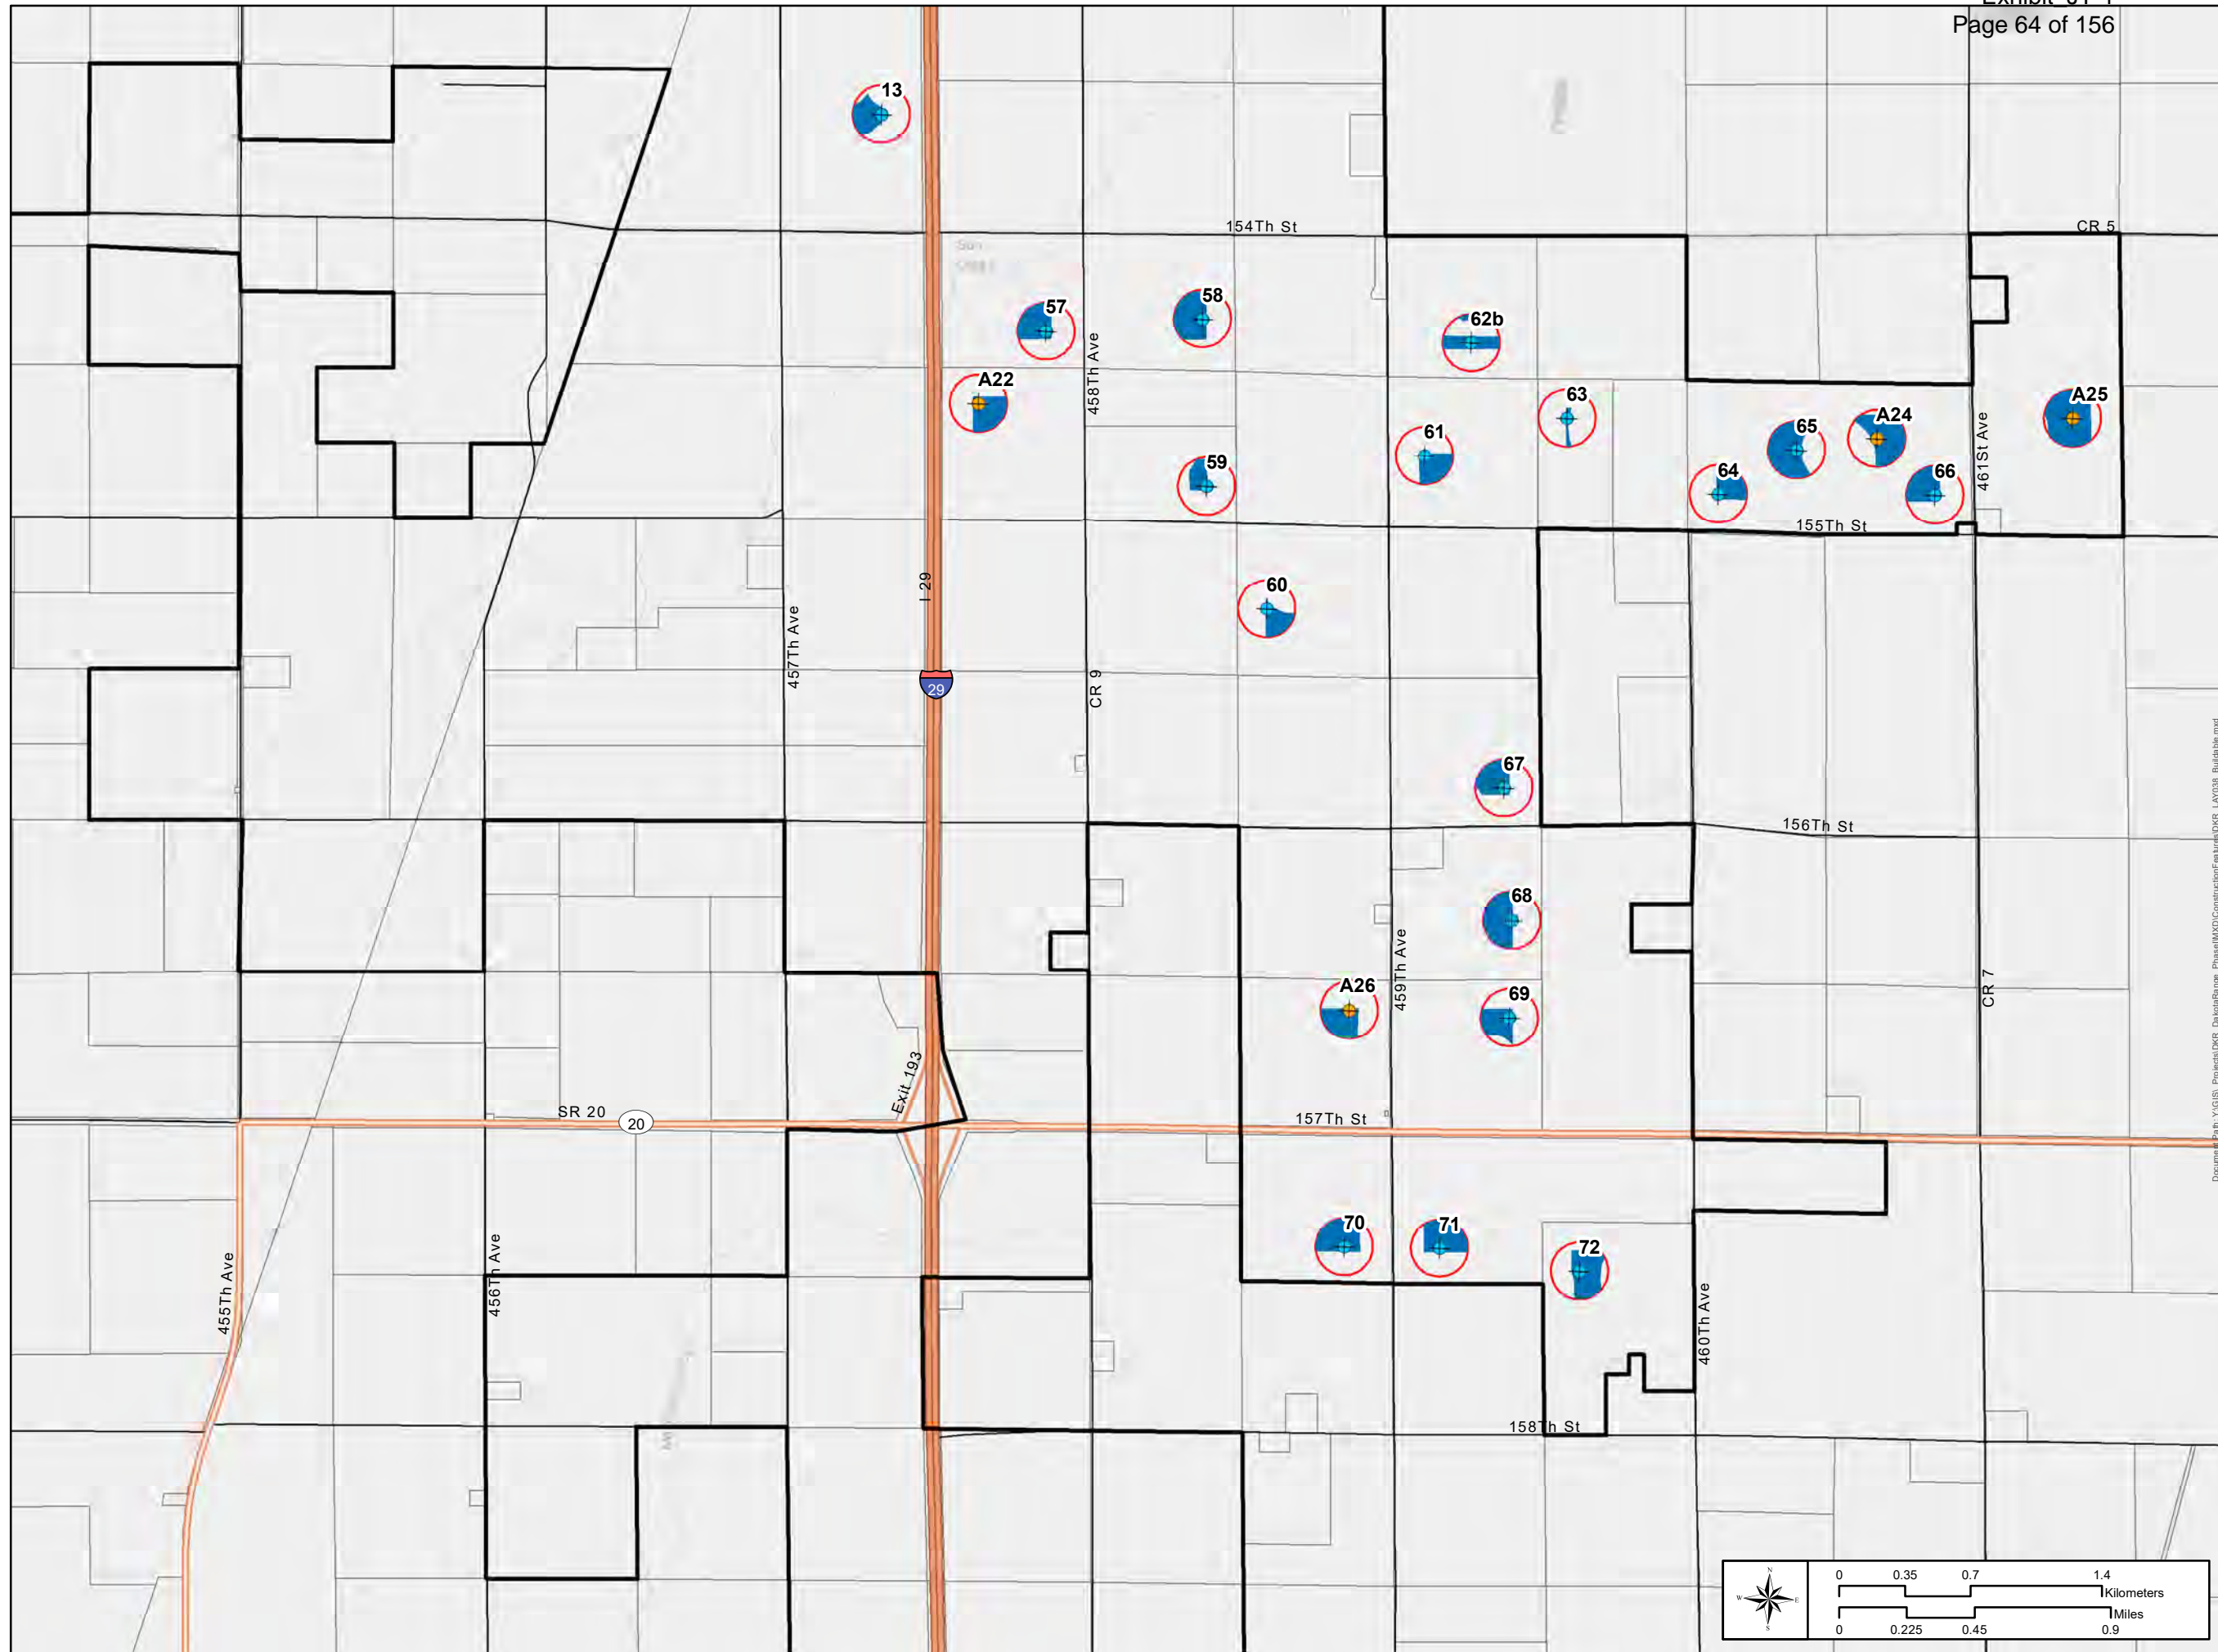 Page 64 of 156
13
154Th St
CR 5
57
58
62b
A22
458Th Ave
63
A25
A24
65
61
59
64
66
461St Ave
155Th St
I 29
60
457Th Ave
29
CR 9
67
156Th St
68
459Th Ave
A26
69
CR 7
Exit 193
SR 20
20
157Th St
70
71
72
455Th Ave
456Th Ave
460Th Ave
158Th St
N
W
E
S
0 0.35 0.7 1.4
Kilometers
Miles
0 0.225 0.45 0.9